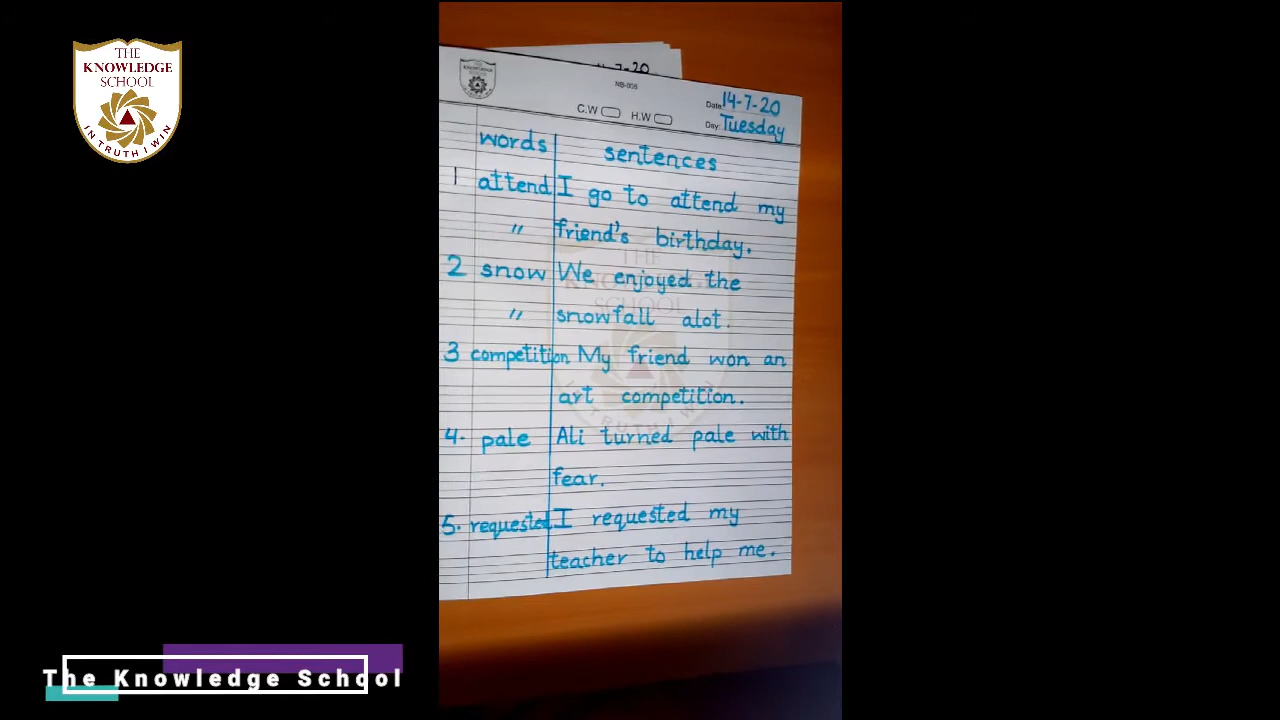 THE
KNOWLEDGE
SCHOOL
IN TRUTH I WIN
The Knowledge School
NB-005
C.W H.W
Date: 14-7-20
Day: Tuesday
words sentences
1 attend I go to attend my
" friend's birthday.
2 snow We enjoyed the
" snowfall alot.
3 competition My friend won an
art competition.
4. pale Ali turned pale with
fear.
5. requested I requested my
teacher to help me.